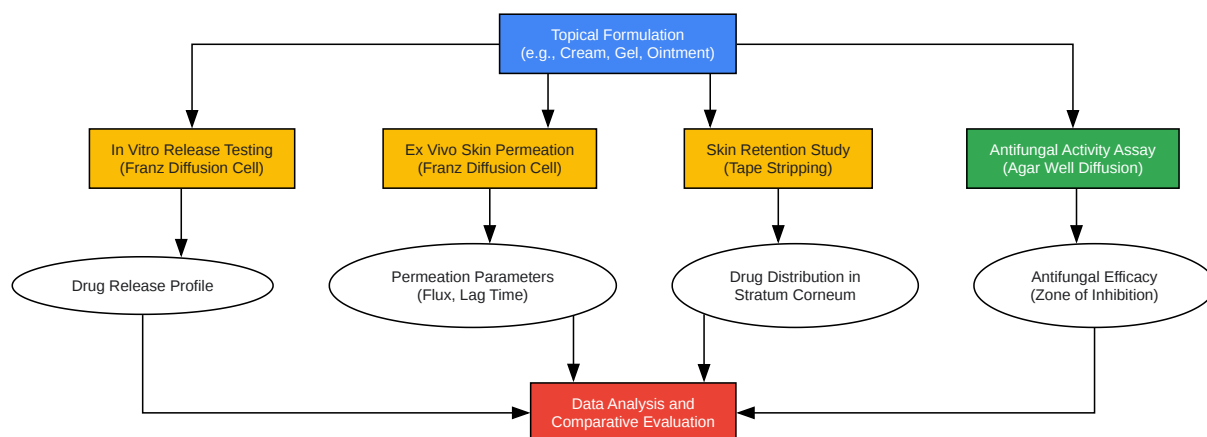 Topical Formulation
(e.g., Cream, Gel, Ointment)
In Vitro Release Testing
(Franz Diffusion Cell)
Ex Vivo Skin Permeation
(Franz Diffusion Cell)
Skin Retention Study
(Tape Stripping)
Antifungal Activity Assay
(Agar Well Diffusion)
Drug Release Profile
Permeation Parameters
(Flux, Lag Time)
Drug Distribution in
Stratum Corneum
Antifungal Efficacy
(Zone of Inhibition)
Data Analysis and
Comparative Evaluation